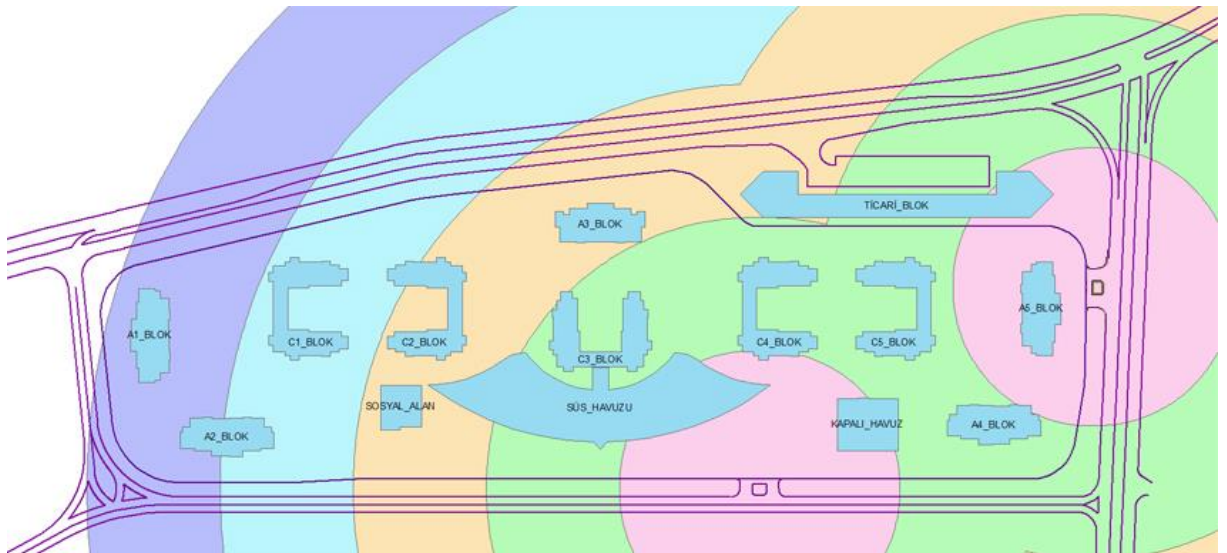 TİCARİ_BLOK
A3_BLOK
A5_BLOK
A1_BLOK
C1_BLOK
C2_BLOK
C4_BLOK
C5_BLOK
C3_BLOK
SOSYAL_ALAN
SÜS_HAVUZU
KAPALI_HAVUZ
A4_BLOK
A2_BLOK